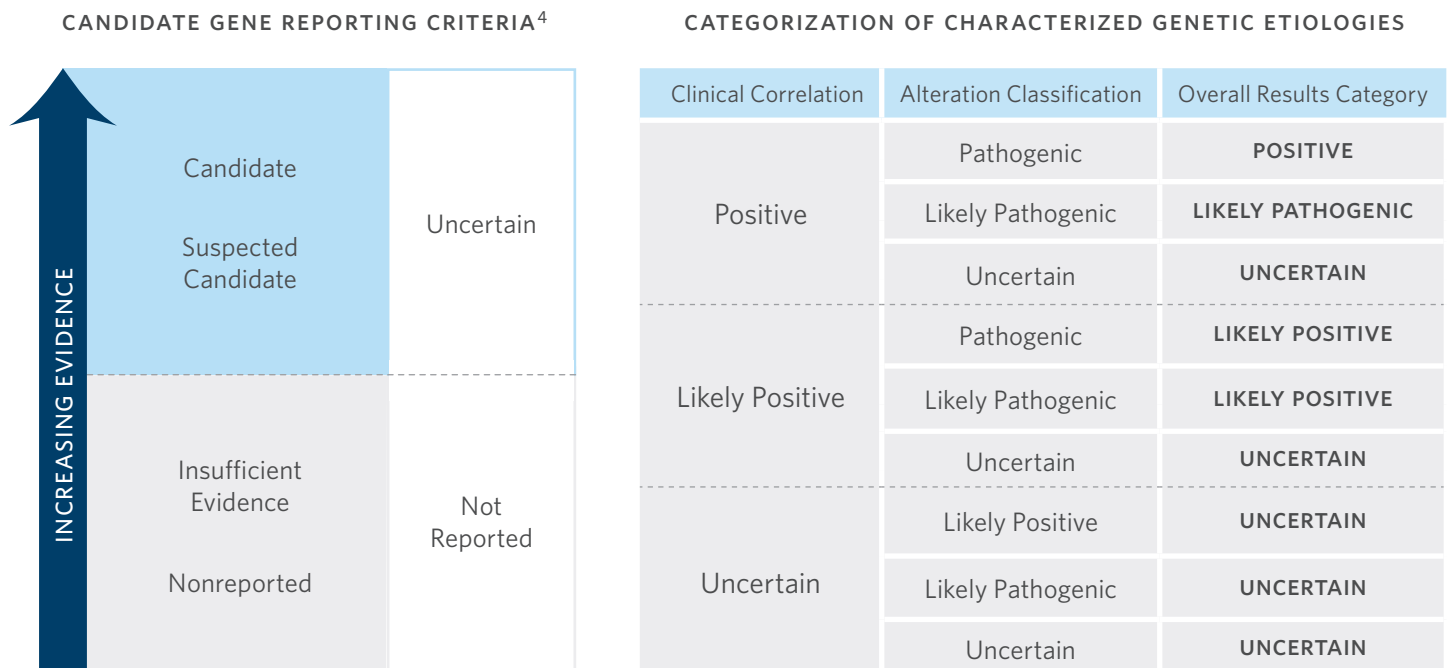 CANDIDATE GENE REPORTING CRITERIA4
INCREASING EVIDENCE
Candidate
Suspected
Candidate
Uncertain
Insufficient
Evidence
Nonreported
Not
Reported
CATEGORIZATION OF CHARACTERIZED GENETIC ETIOLOGIES
Clinical Correlation Alteration Classification Overall Results Category
Positive
Pathogenic POSITIVE
Likely Pathogenic LIKELY PATHOGENIC
Uncertain UNCERTAIN
Likely Positive
Pathogenic LIKELY POSITIVE
Likely Pathogenic LIKELY POSITIVE
Uncertain UNCERTAIN
Uncertain
Likely Positive UNCERTAIN
Likely Pathogenic UNCERTAIN
Uncertain UNCERTAIN